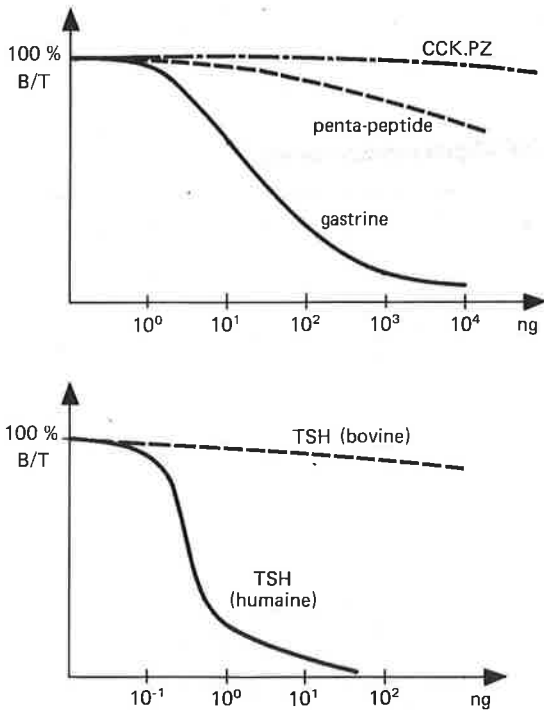 100 %
B/T
CCK.PZ
penta-peptide
gastrine
10⁰ 10¹ 10² 10³ 10⁴ ng
100 %
B/T
TSH (bovine)
TSH
(humaine)
10⁻¹ 10⁰ 10¹ 10² ng